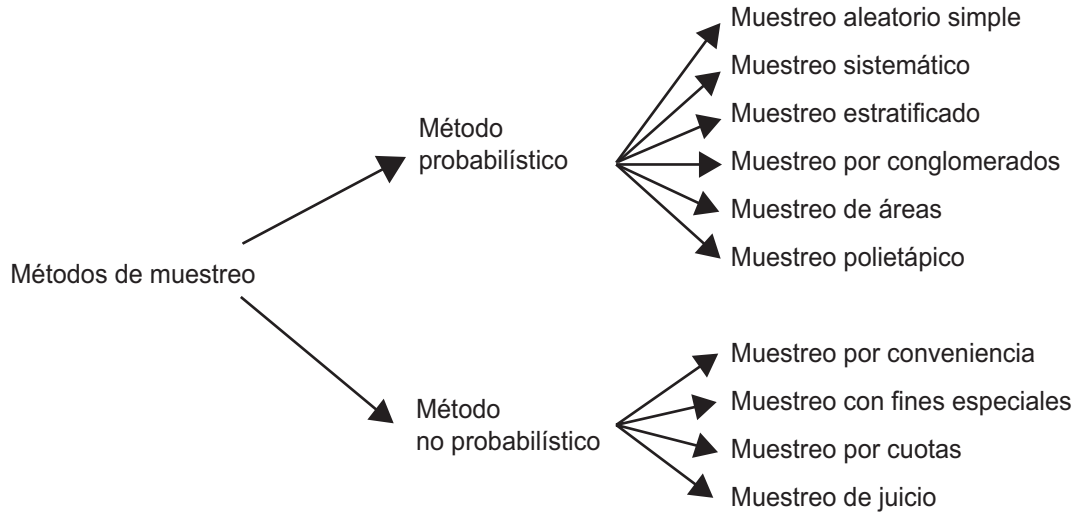 Métodos de muestreo
Método
probabilístico
Muestreo aleatorio simple
Muestreo sistemático
Muestreo estratificado
Muestreo por conglomerados
Muestreo de áreas
Muestreo polietápico
Método
no probabilístico
Muestreo por conveniencia
Muestreo con fines especiales
Muestreo por cuotas
Muestreo de juicio